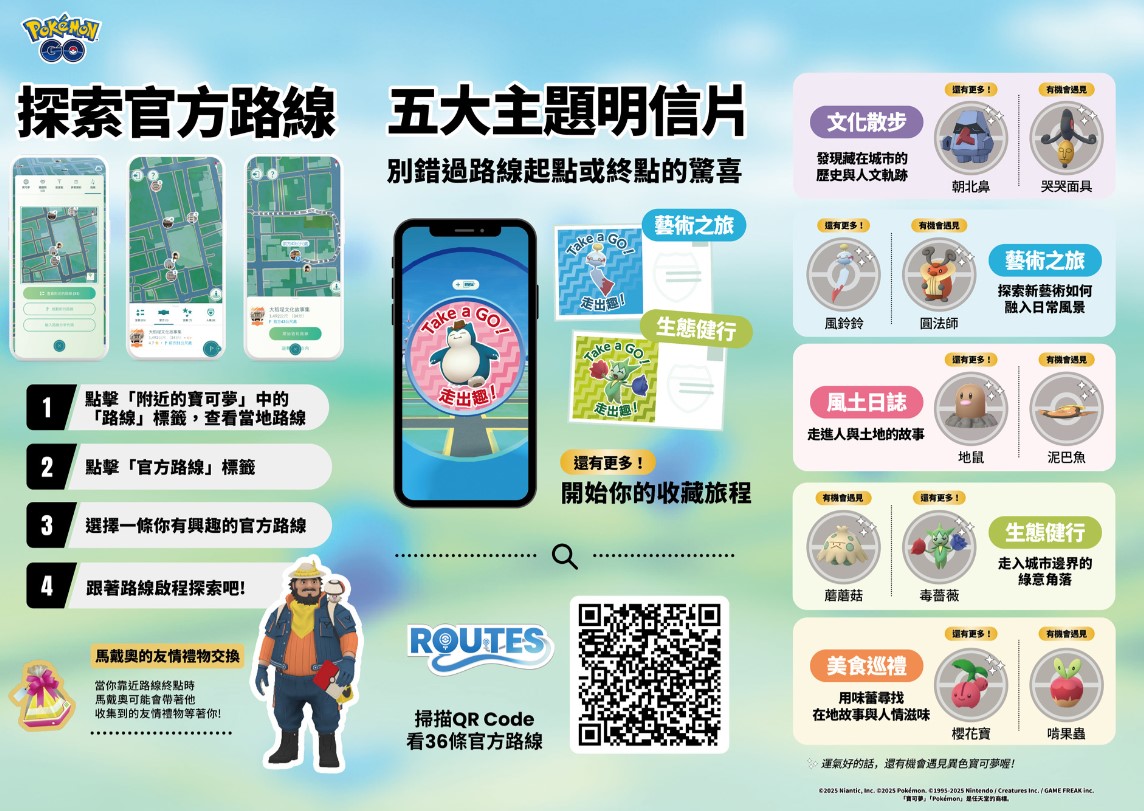 Pokémon
GO
探索官方路線
1
點擊「附近的寶可夢」中的
「路線」標籤，查看當地路線
2
點擊「官方路線」標籤
3
選擇一條你有興趣的官方路線
4
跟著路線啟程探索吧!
馬戴奧的友情禮物交換
當你靠近路線終點時
馬戴奧可能會帶著他
收集到的友情禮物等著你!
五大主題明信片
別錯過路線起點或終點的驚喜
Take a GO!
走出趣!
藝術之旅
Take a GO!
走出趣!
生態健行
Take a GO!
走出趣!
還有更多！
開始你的收藏旅程
ROUTES
掃描QR Code
看36條官方路線
文化散步
發現藏在城市的
歷史與人文軌跡
還有更多！
朝北鼻
有機會遇見
哭哭面具
還有更多！
風鈴鈴
有機會遇見
圓法師
藝術之旅
探索新藝術如何
融入日常風景
風土日誌
走進人與土地的故事
還有更多！
地鼠
有機會遇見
泥巴魚
有機會遇見
蘑蘑菇
還有更多！
毒薔薇
生態健行
走入城市邊界的
綠意角落
美食巡禮
用味蕾尋找
在地故事與人情滋味
還有更多！
櫻花寶
有機會遇見
啃果蟲
運氣好的話，還有機會遇見異色寶可夢喔!
©2025 Niantic, Inc. ©2025 Pokémon. ©1995-2025 Nintendo / Creatures Inc. / GAME FREAK inc.
「寶可夢」「Pokémon」是任天堂的商標。